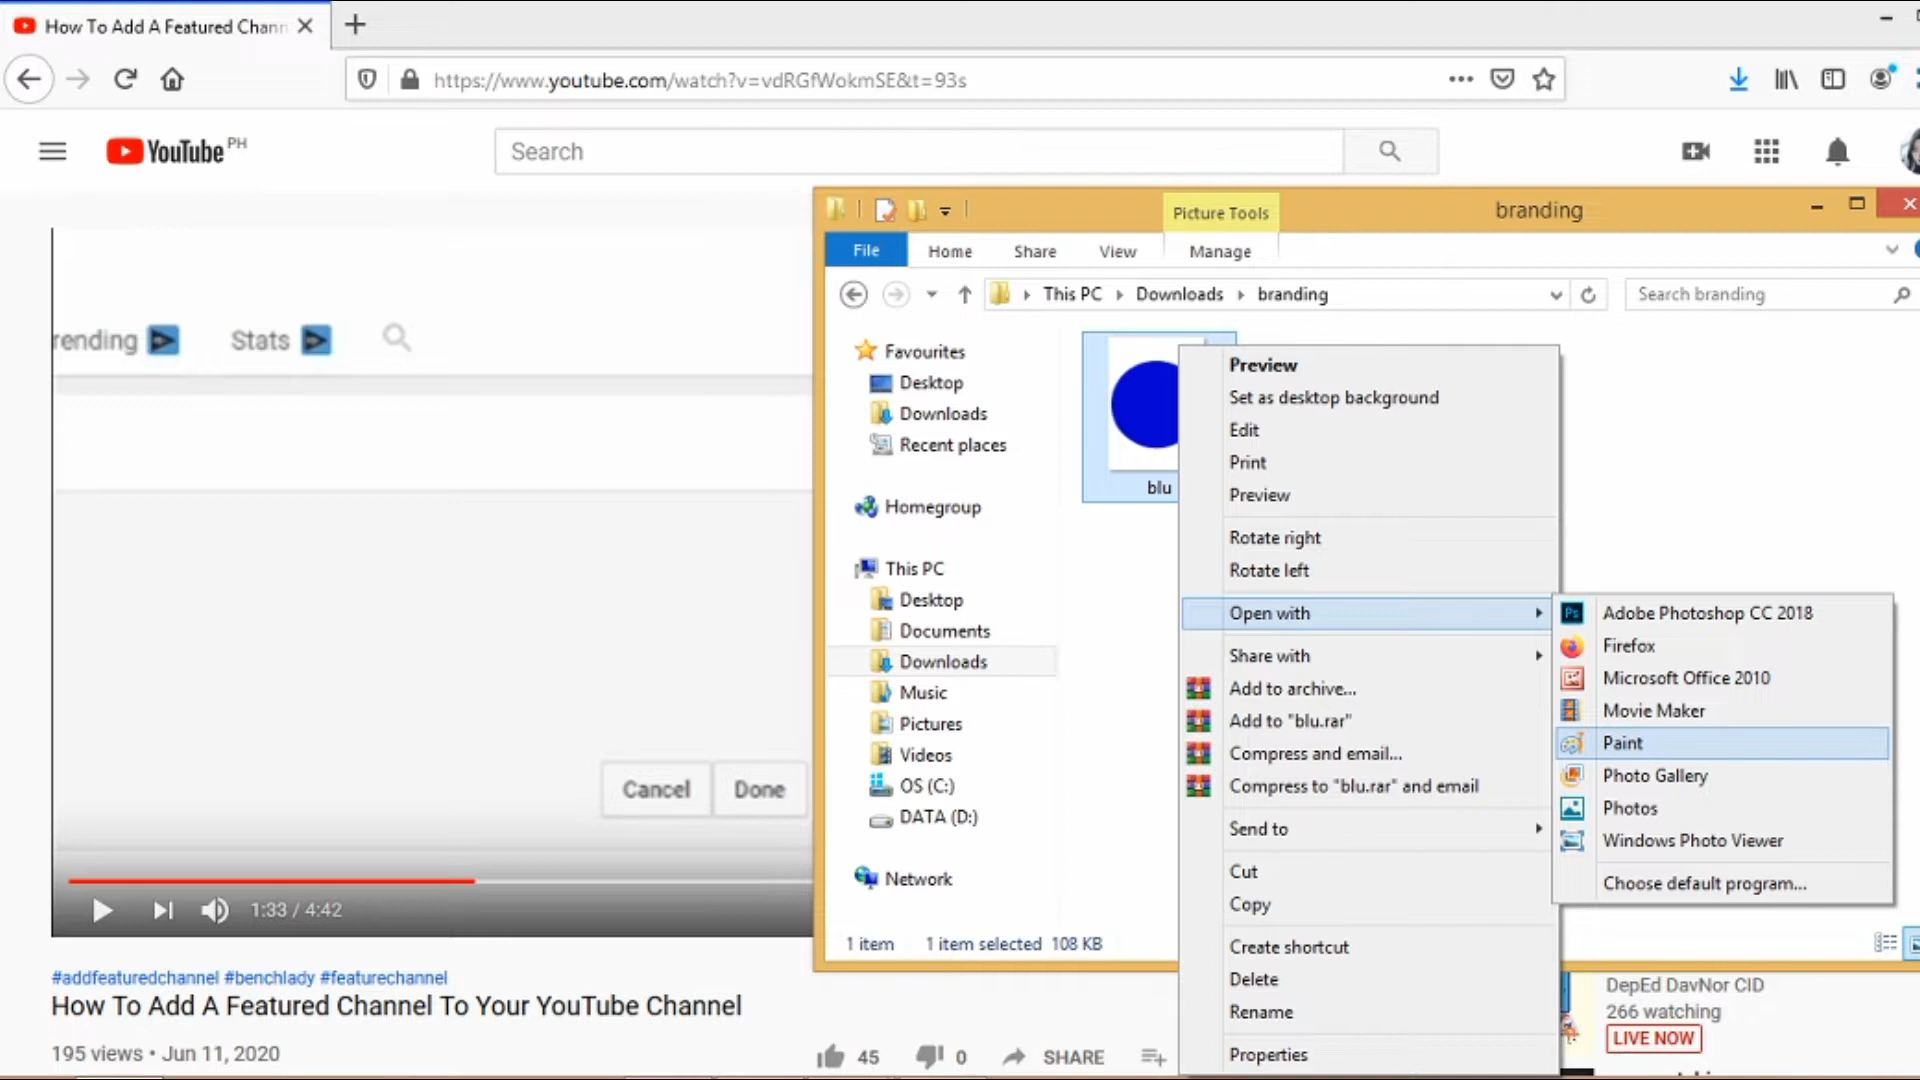 How To Add A Featured Chann
https://www.youtube.com/watch?v=vdRGfWokmSE&t=93s
YouTube PH
Search
Picture Tools
branding
File Home Share View Manage
This PC Downloads branding
Search branding
rending Stats
Favourites
Desktop
Downloads
Recent places
Homegroup
This PC
Desktop
Documents
Downloads
Music
Pictures
Videos
OS (C:)
DATA (D:)
Network
blu
Preview
Set as desktop background
Edit
Print
Preview
Rotate right
Rotate left
Open with
Share with
Add to archive...
Add to "blu.rar"
Compress and email...
Compress to "blu.rar" and email
Send to
Cut
Copy
Create shortcut
Delete
Rename
Properties
Ps Adobe Photoshop CC 2018
Firefox
Microsoft Office 2010
Movie Maker
Paint
Photo Gallery
Photos
Windows Photo Viewer
Choose default program...
Cancel Done
1:33 / 4:42
1 item 1 item selected 108 KB
#addfeaturedchannel #benchlady #featurechannel
How To Add A Featured Channel To Your YouTube Channel
195 views • Jun 11, 2020
45 0 SHARE
DepEd DavNor CID
266 watching
LIVE NOW